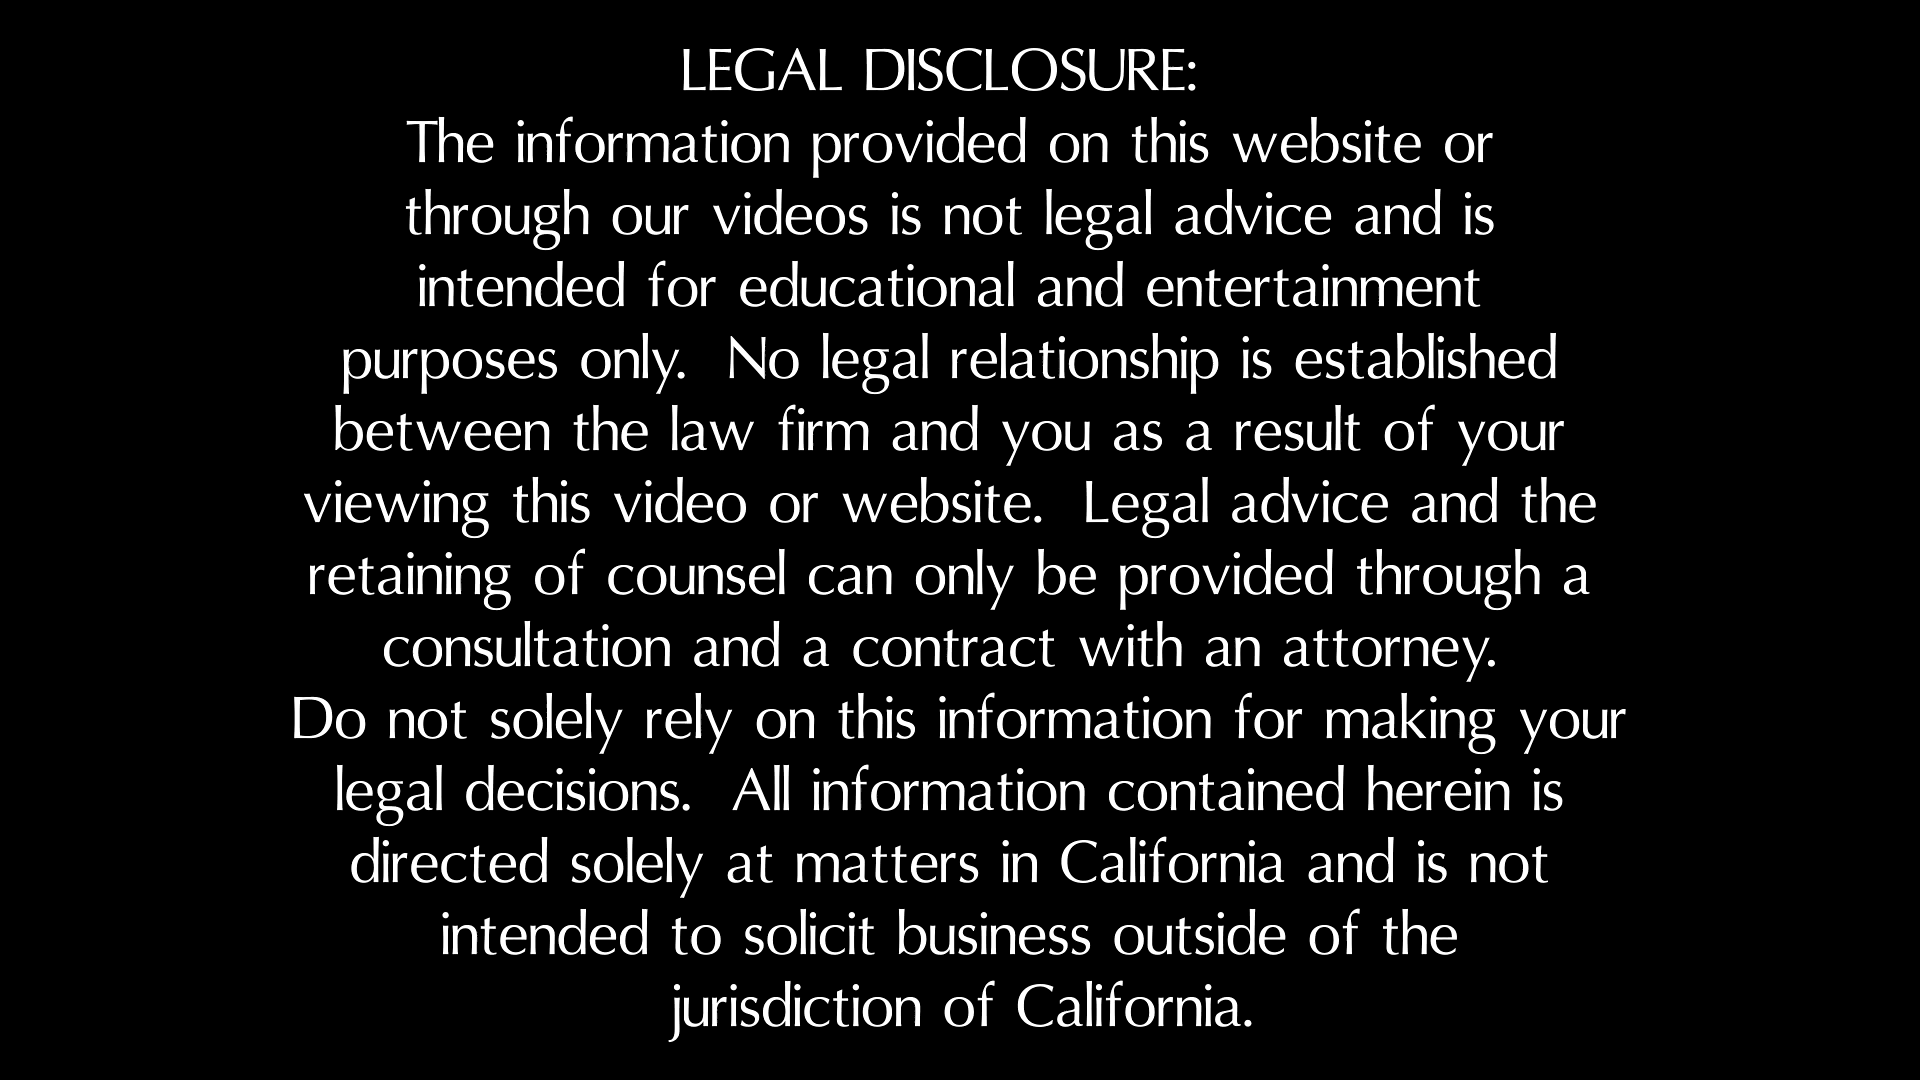 LEGAL DISCLOSURE:
The information provided on this website or
through our videos is not legal advice and is
intended for educational and entertainment
purposes only.  No legal relationship is established
between the law firm and you as a result of your
viewing this video or website.  Legal advice and the
retaining of counsel can only be provided through a
consultation and a contract with an attorney.
Do not solely rely on this information for making your
legal decisions.  All information contained herein is
directed solely at matters in California and is not
intended to solicit business outside of the
jurisdiction of California.